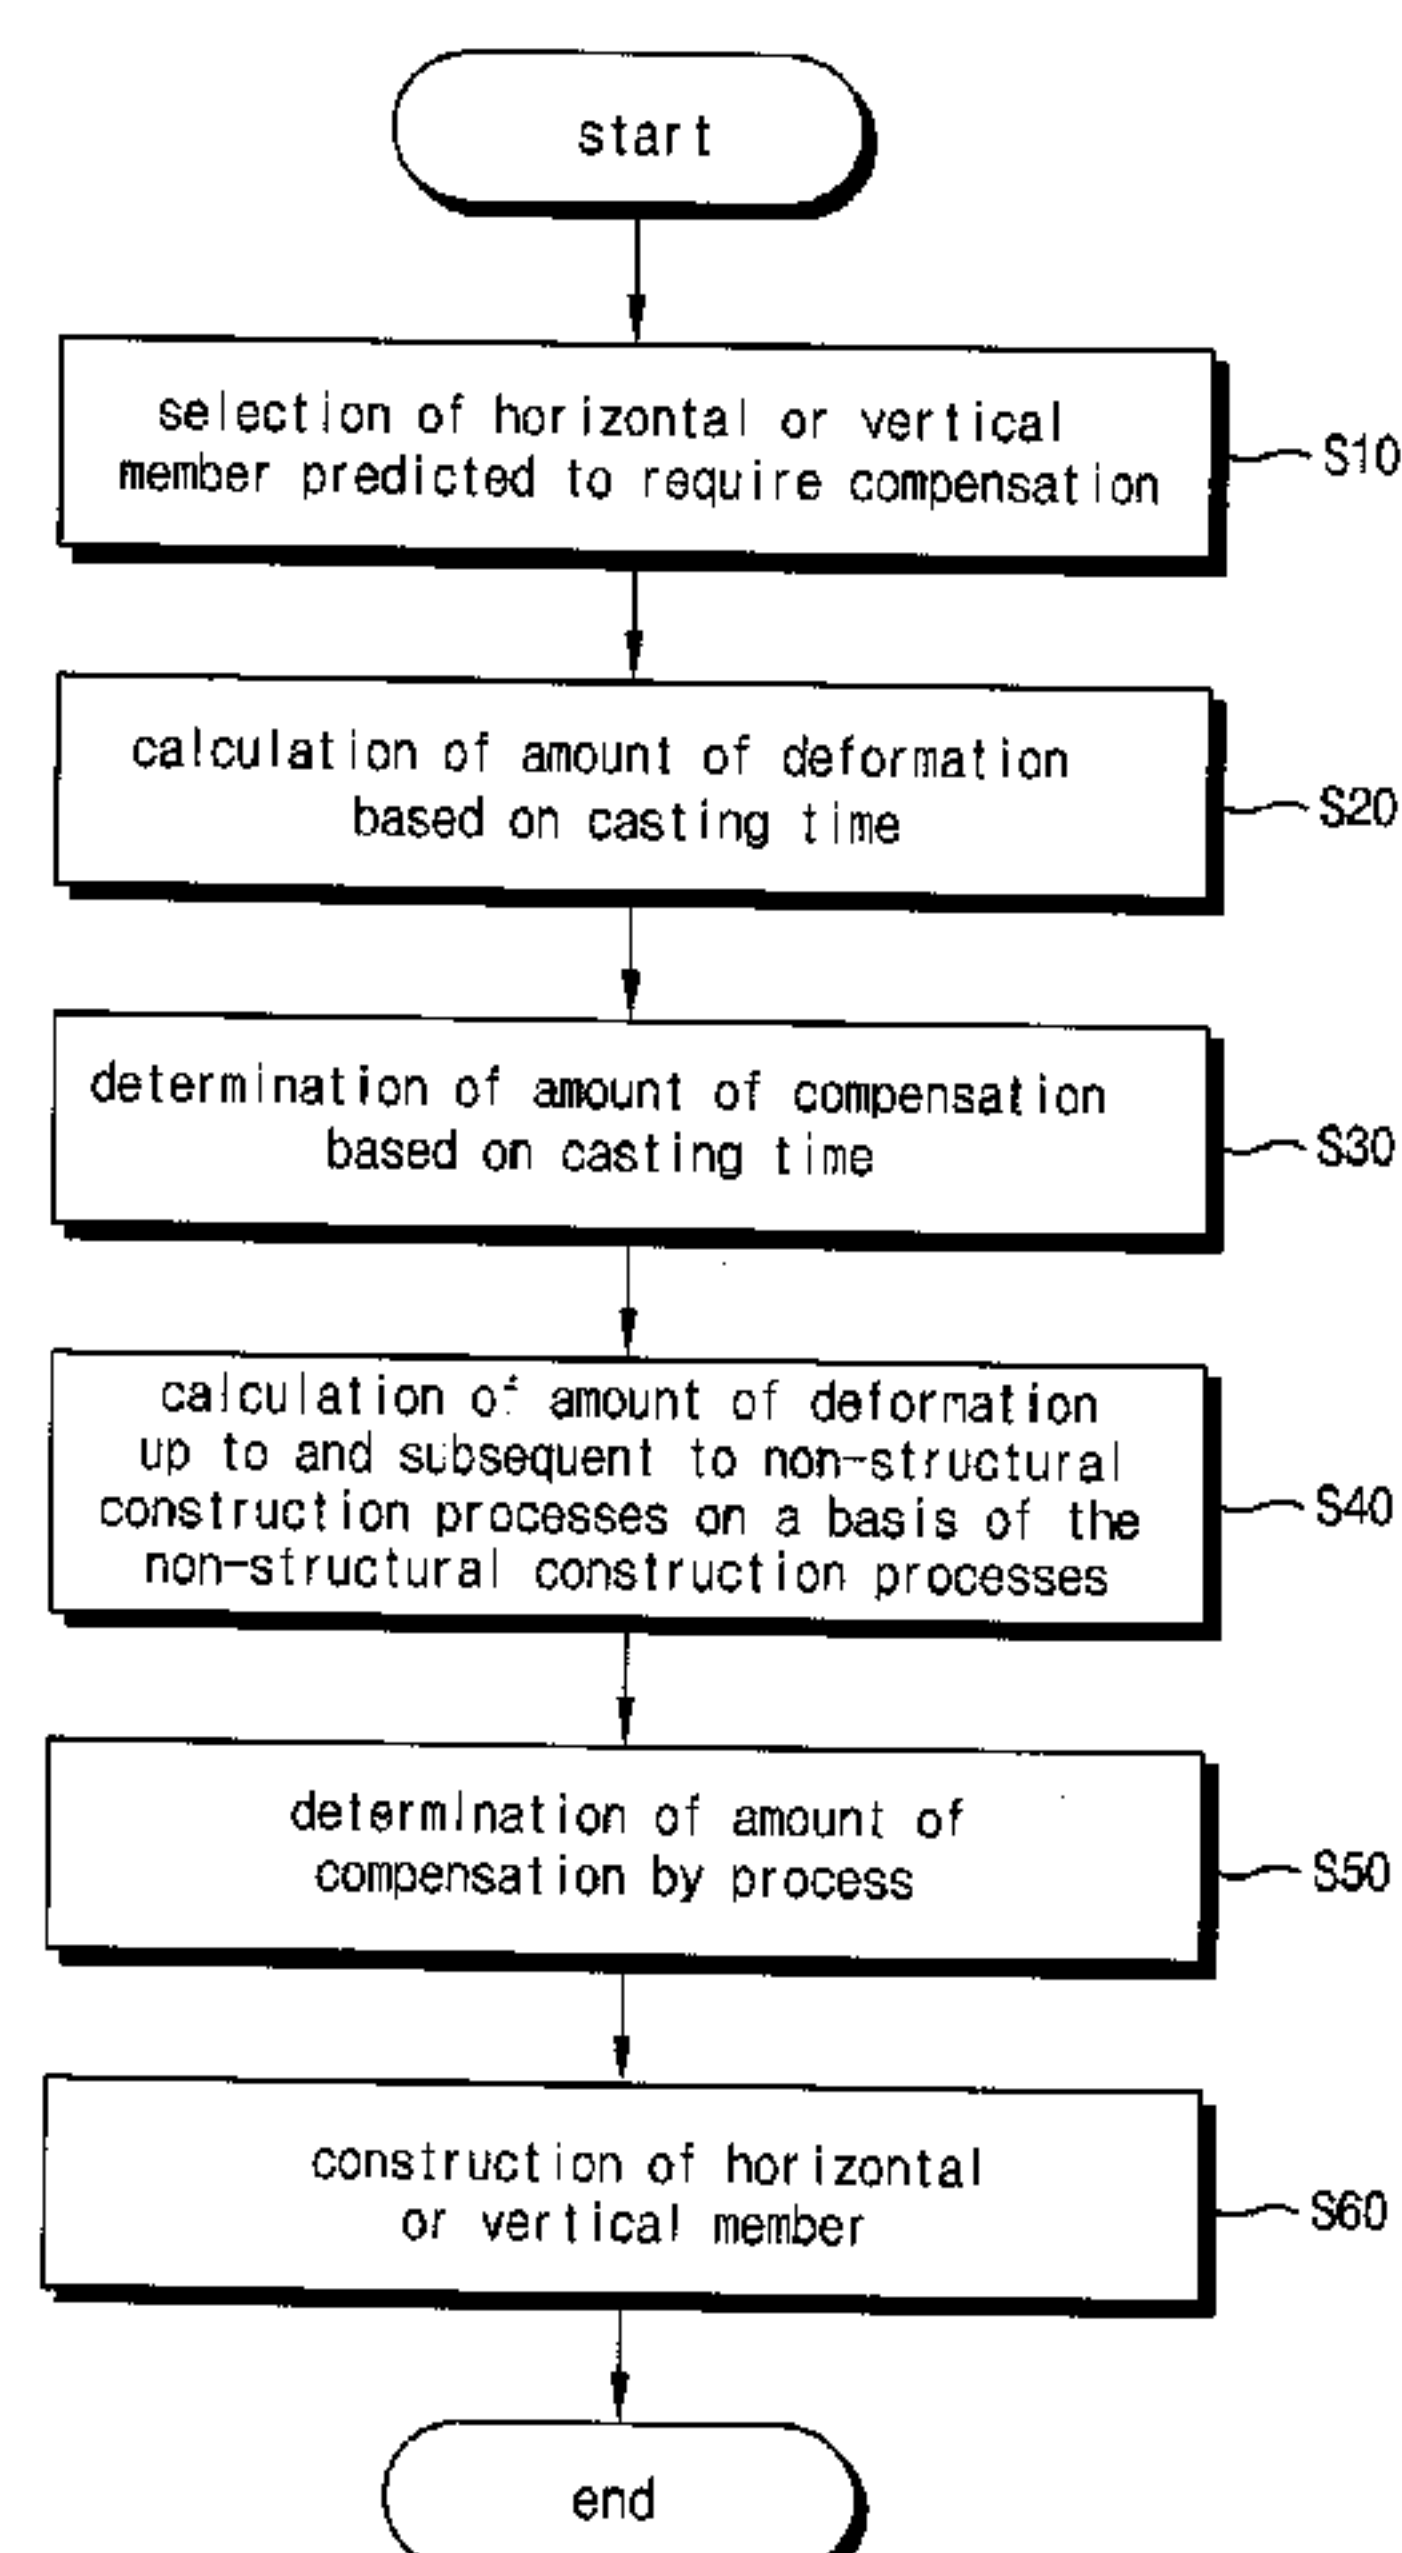 start
selection of horizontal or vertical
member predicted to require compensation
S10
calculation of amount of deformation
based on casting time
S20
determination of amount of compensation
based on casting time
S30
calculation of amount of deformation
up to and subsequent to non-structural
construction processes on a basis of the
non-structural construction processes
S40
determination of amount of
compensation by process
S50
construction of horizontal
or vertical member
S60
end